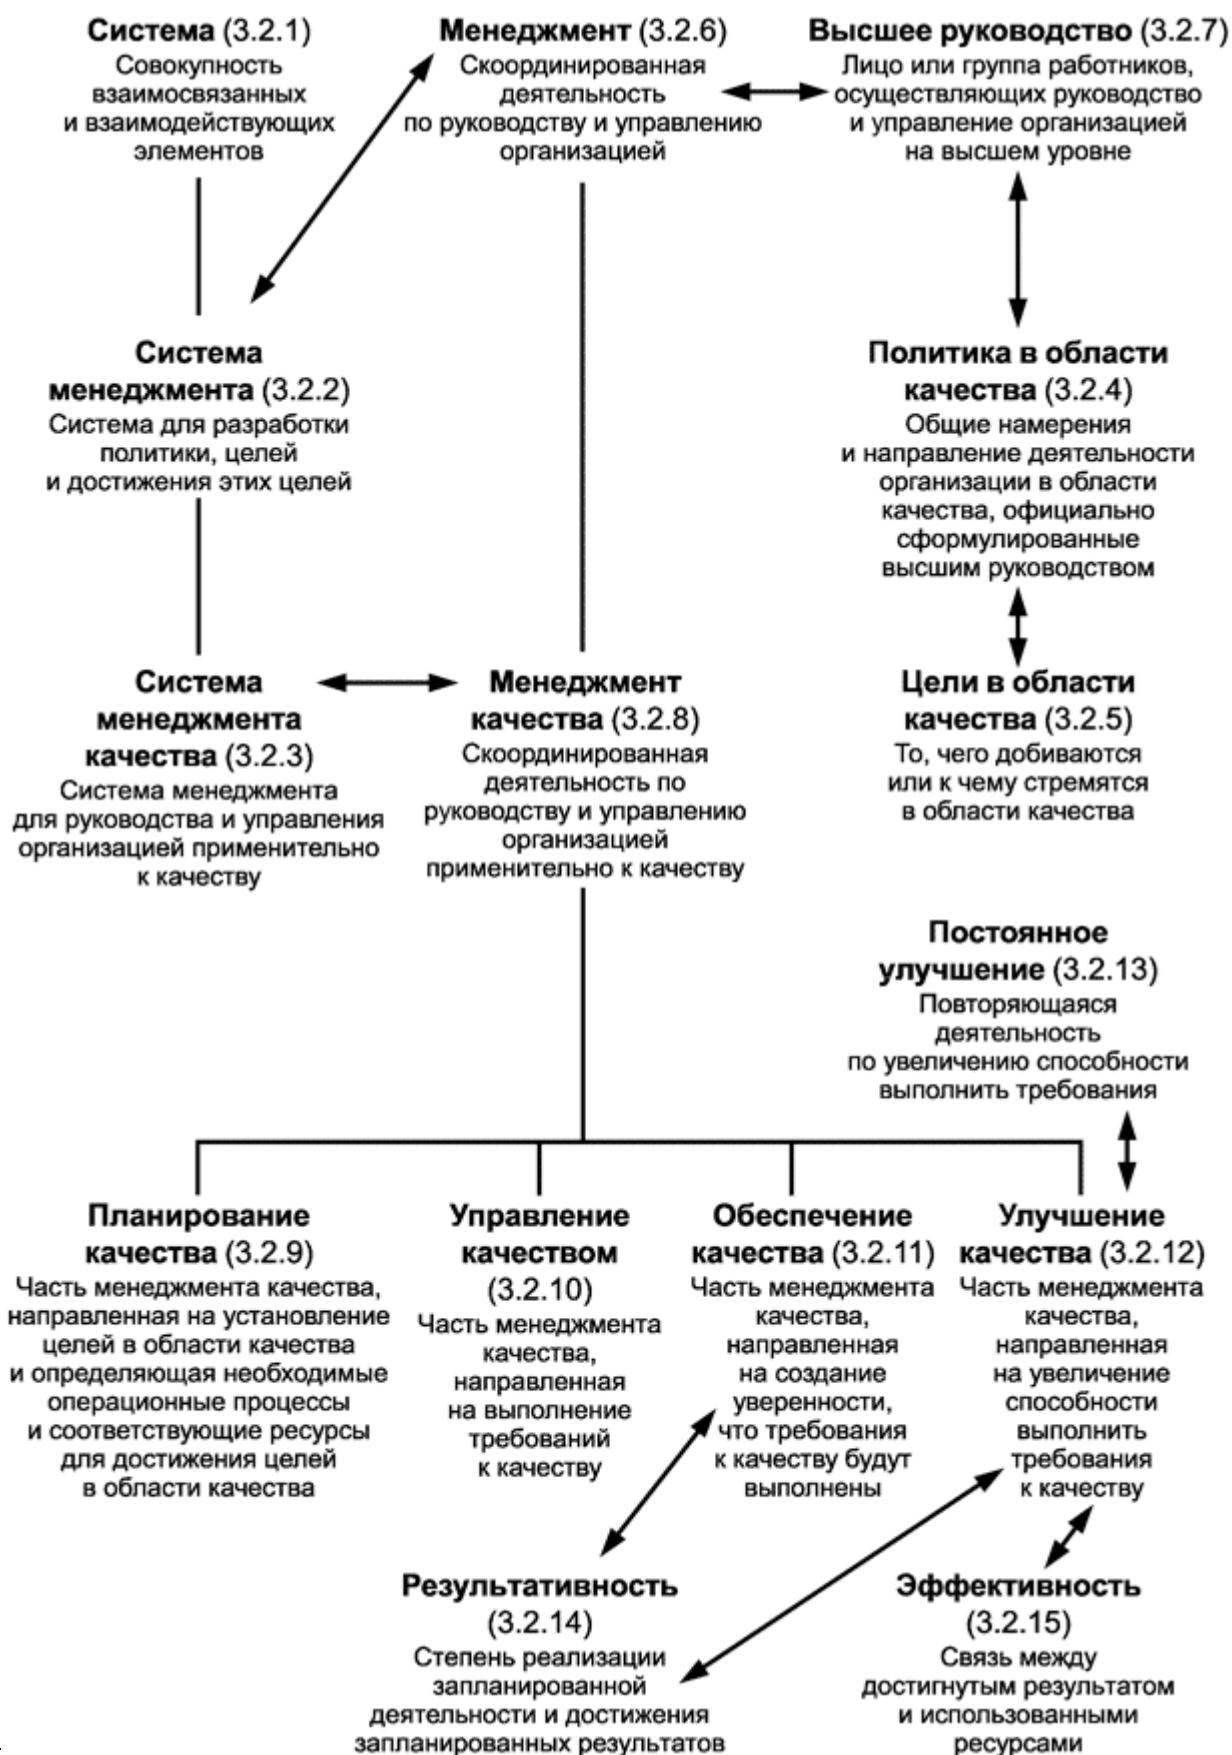 Система (3.2.1)
Совокупность
взаимосвязанных
и взаимодействующих
элементов
Менеджмент (3.2.6)
Скоординированная
деятельность
по руководству и управлению
организацией
Высшее руководство (3.2.7)
Лицо или группа работников,
осуществляющих руководство
и управление организацией
на высшем уровне
Система
менеджмента (3.2.2)
Система для разработки
политики, целей
и достижения этих целей
Политика в области
качества (3.2.4)
Общие намерения
и направление деятельности
организации в области
качества, официально
сформулированные
высшим руководством
Система
менеджмента
качества (3.2.3)
Система менеджмента
для руководства и управления
организацией применительно
к качеству
Менеджмент
качества (3.2.8)
Скоординированная
деятельность по
руководству и управлению
организацией
применительно к качеству
Цели в области
качества (3.2.5)
То, чего добиваются
или к чему стремятся
в области качества
Постоянное
улучшение (3.2.13)
Повторяющаяся
деятельность
по увеличению способности
выполнить требования
Планирование
качества (3.2.9)
Часть менеджмента качества,
направленная на установление
целей в области качества
и определяющая необходимые
операционные процессы
и соответствующие ресурсы
для достижения целей
в области качества
Управление
качеством
(3.2.10)
Часть менеджмента
качества,
направленная
на выполнение
требований
к качеству
Обеспечение
качества (3.2.11)
Часть менеджмента
качества,
направленная
на создание
уверенности,
что требования
к качеству будут
выполнены
Улучшение
качества (3.2.12)
Часть менеджмента
качества,
направленная
на увеличение
способности
выполнить
требования
к качеству
Результативность
(3.2.14)
Степень реализации
запланированной
деятельности и достижения
запланированных результатов
Эффективность
(3.2.15)
Связь между
достигнутым результатом
и использованными
ресурсами